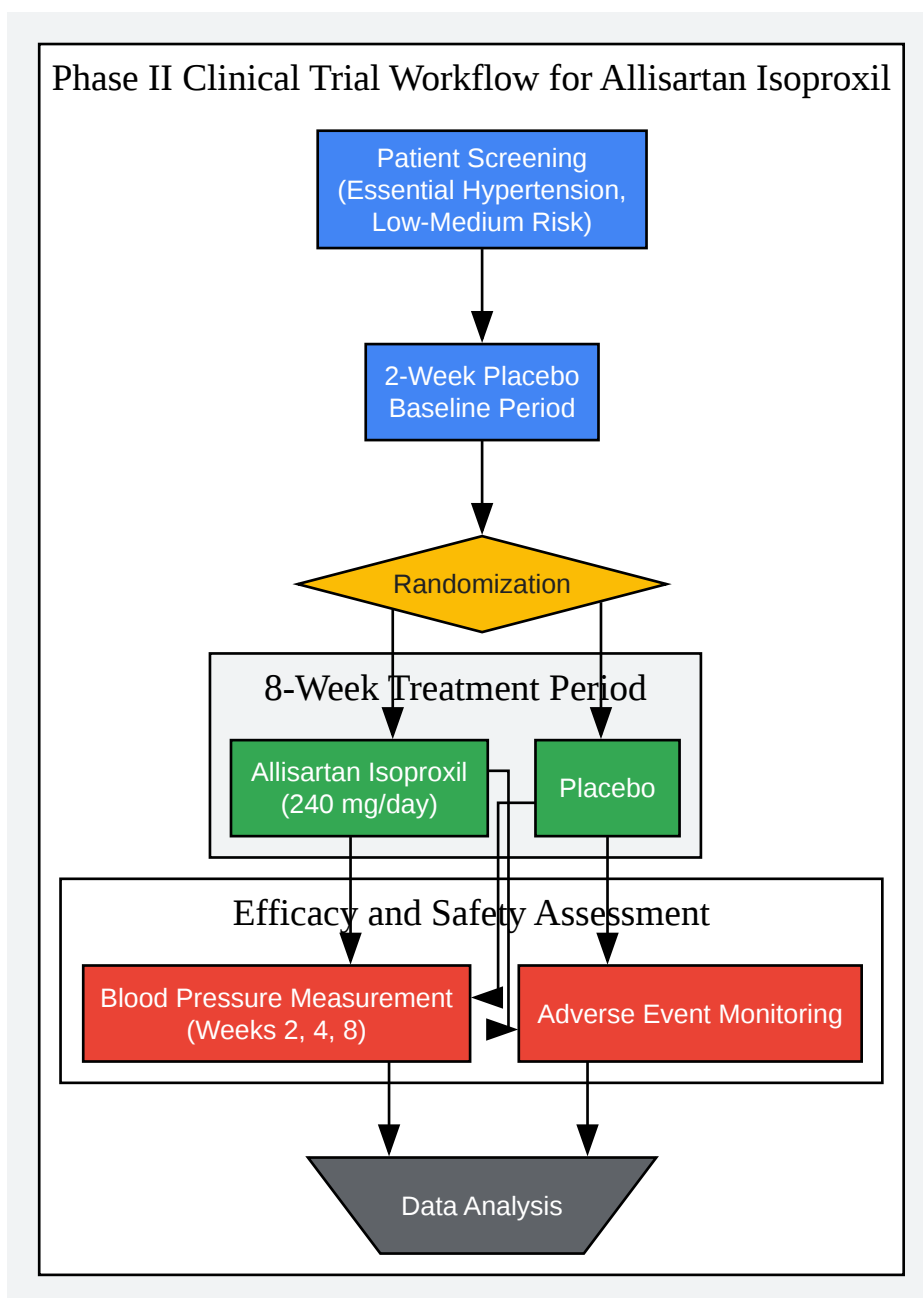 Phase II Clinical Trial Workflow for Allisartan Isoproxil
Patient Screening
(Essential Hypertension,
Low-Medium Risk)
2-Week Placebo
Baseline Period
Randomization
8-Week Treatment Period
Allisartan Isoproxil
(240 mg/day)
Placebo
Efficacy and Safety Assessment
Blood Pressure Measurement
(Weeks 2, 4, 8)
Adverse Event Monitoring
Data Analysis